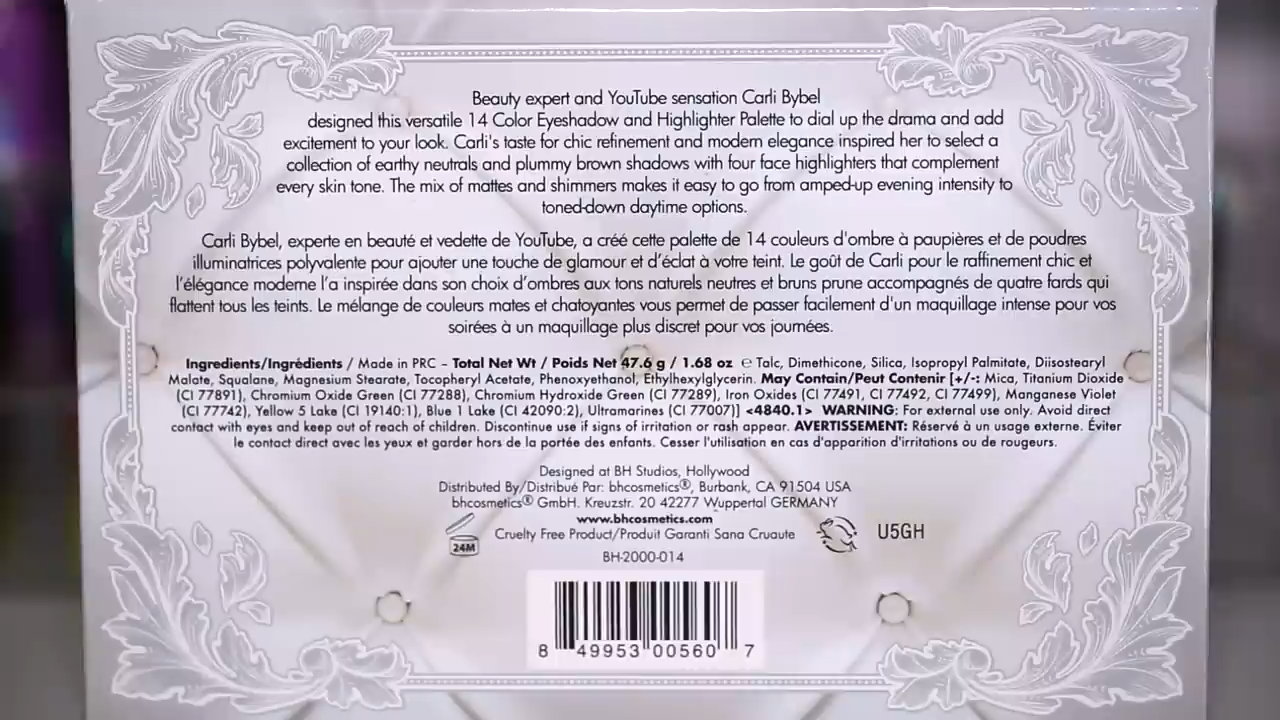 Beauty expert and YouTube sensation Carli Bybel
designed this versatile 14 Color Eyeshadow and Highlighter Palette to dial up the drama and add
excitement to your look. Carli's taste for chic refinement and modern elegance inspired her to select a
collection of earthy neutrals and plummy brown shadows with four face highlighters that complement
every skin tone. The mix of mattes and shimmers makes it easy to go from amped-up evening intensity to
toned-down daytime options.
Carli Bybel, experte en beauté et vedette de YouTube, a créé cette palette de 14 couleurs d'ombre à paupières et de poudres
illuminatrices polyvalente pour ajouter une touche de glamour et d'éclat à votre teint. Le goût de Carli pour le raffinement chic et
l'élégance moderne l'a inspirée dans son choix d'ombres aux tons naturels neutres et bruns prune accompagnés de quatre fards qui
flattent tous les teints. Le mélange de couleurs mates et chatoyantes vous permet de passer facilement d'un maquillage intense pour vos
soirées à un maquillage plus discret pour vos journées.
Ingredients/Ingrédients / Made in PRC – Total Net Wt / Poids Net 47.6 g / 1.68 oz ℮ Talc, Dimethicone, Silica, Isopropyl Palmitate, Diisostearyl
Malate, Squalane, Magnesium Stearate, Tocopheryl Acetate, Phenoxyethanol, Ethylhexylglycerin. May Contain/Peut Contenir [+/-: Mica, Titanium Dioxide
(CI 77891), Chromium Oxide Green (CI 77288), Chromium Hydroxide Green (CI 77289), Iron Oxides (CI 77491, CI 77492, CI 77499), Manganese Violet
(CI 77742), Yellow 5 Lake (CI 19140:1), Blue 1 Lake (CI 42090:2), Ultramarines (CI 77007)] <4840.1> WARNING: For external use only. Avoid direct
contact with eyes and keep out of reach of children. Discontinue use if signs of irritation or rash appear. AVERTISSEMENT: Réservé à un usage externe. Éviter
le contact direct avec les yeux et garder hors de la portée des enfants. Cesser l'utilisation en cas d'apparition d'irritations ou de rougeurs.
Designed at BH Studios, Hollywood
Distributed By/Distribué Par: bhcosmetics®, Burbank, CA 91504 USA
bhcosmetics® GmbH. Kreuzstr. 20 42277 Wuppertal GERMANY
www.bhcosmetics.com
24M Cruelty Free Product/Produit Garanti Sana Cruaute U5GH
BH-2000-014
8 49953 00560 7